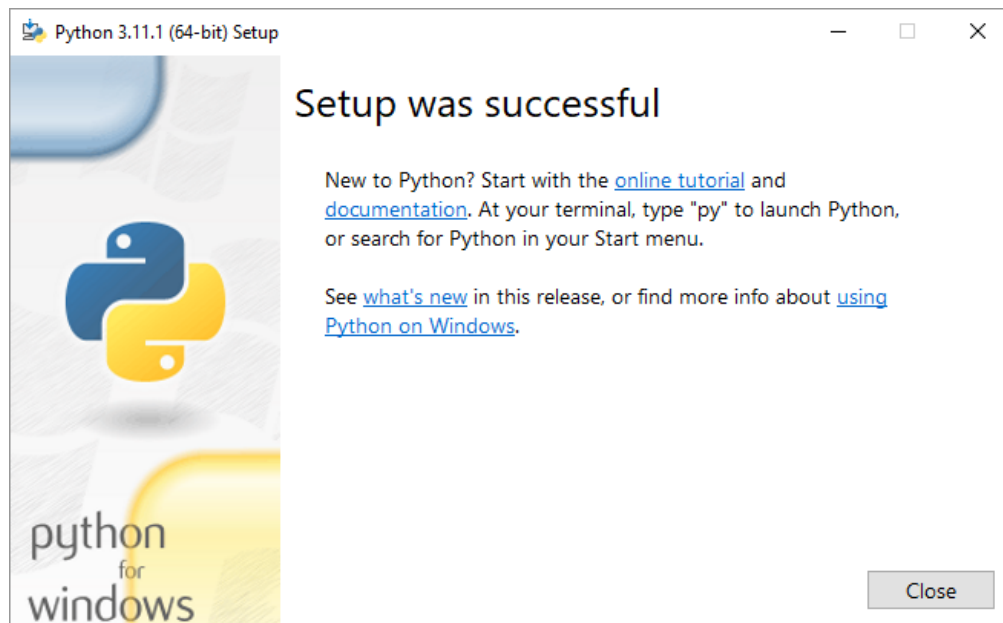 Python 3.11.1 (64-bit) Setup
Setup was successful
New to Python? Start with the online tutorial and
documentation. At your terminal, type "py" to launch Python,
or search for Python in your Start menu.
See what's new in this release, or find more info about using
Python on Windows.
python
for
windows
Close